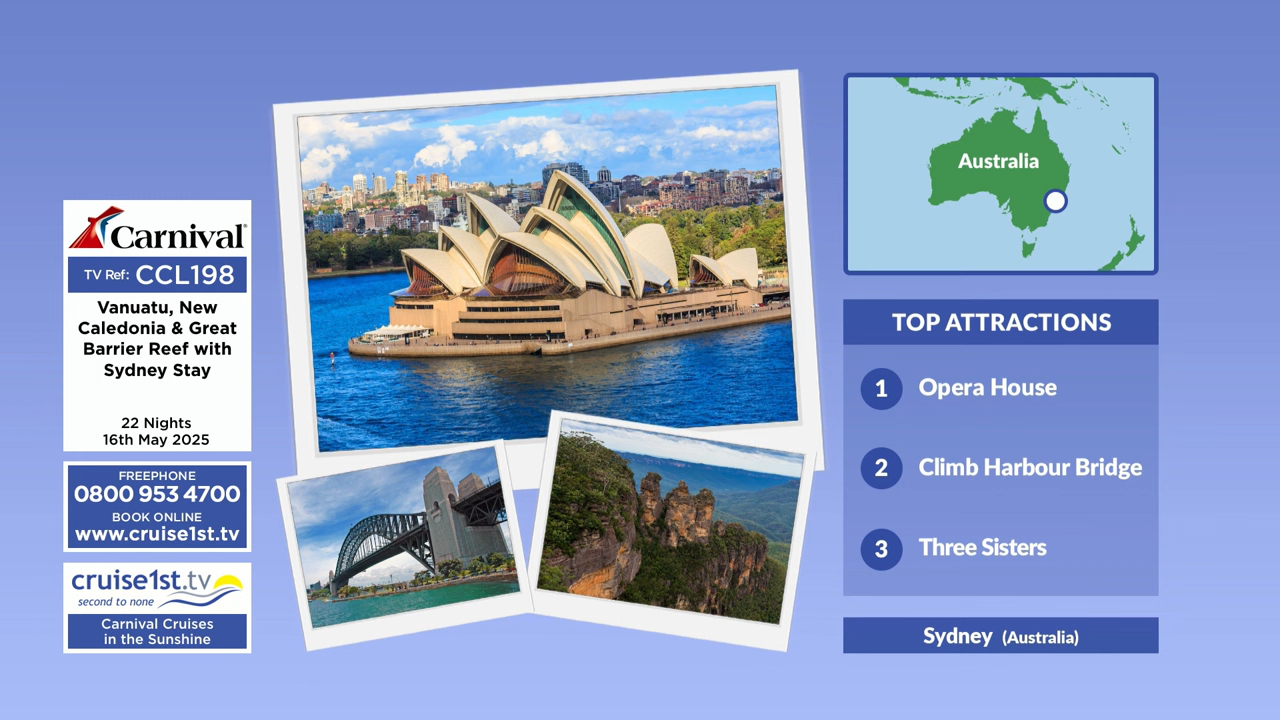 Carnival
TV Ref: CCL198
Vanuatu, New
Caledonia & Great
Barrier Reef with
Sydney Stay
22 Nights
16th May 2025
FREEPHONE
0800 953 4700
BOOK ONLINE
www.cruise1st.tv
cruise1st.tv
second to none
Carnival Cruises
in the Sunshine
Australia
TOP ATTRACTIONS
1 Opera House
2 Climb Harbour Bridge
3 Three Sisters
Sydney (Australia)